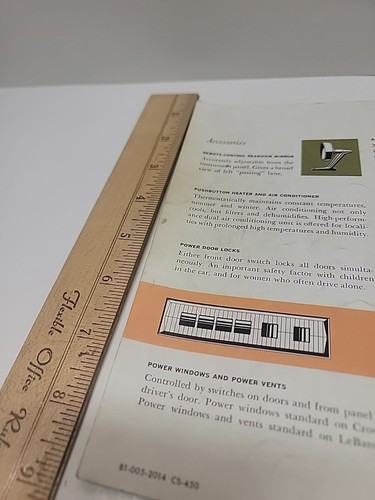 Accessories
REMOTE-CONTROL REARVIEW MIRROR
Accurately adjustable from the
instrument panel. Gives a broad
view of left "passing" lane.
PUSHBUTTON HEATER AND AIR CONDITIONER
Thermostatically maintains constant temperatures,
summer and winter. Air conditioning not only
cools, but filters and dehumidifies. High-perform-
ance dual air conditioning unit is offered for locali-
ties with prolonged high temperatures and humidity.
POWER DOOR LOCKS
Either front door switch locks all doors simulta-
neously. An important safety factor with children
in the car, and for women who often drive alone.
POWER WINDOWS AND POWER VENTS
Controlled by switches on doors and from panel
driver's door. Power windows standard on Crow
Power windows and vents standard on LeBaro
81-005-2014 CS-450
2
3
4
5
6
7
8
9
Flexible Office